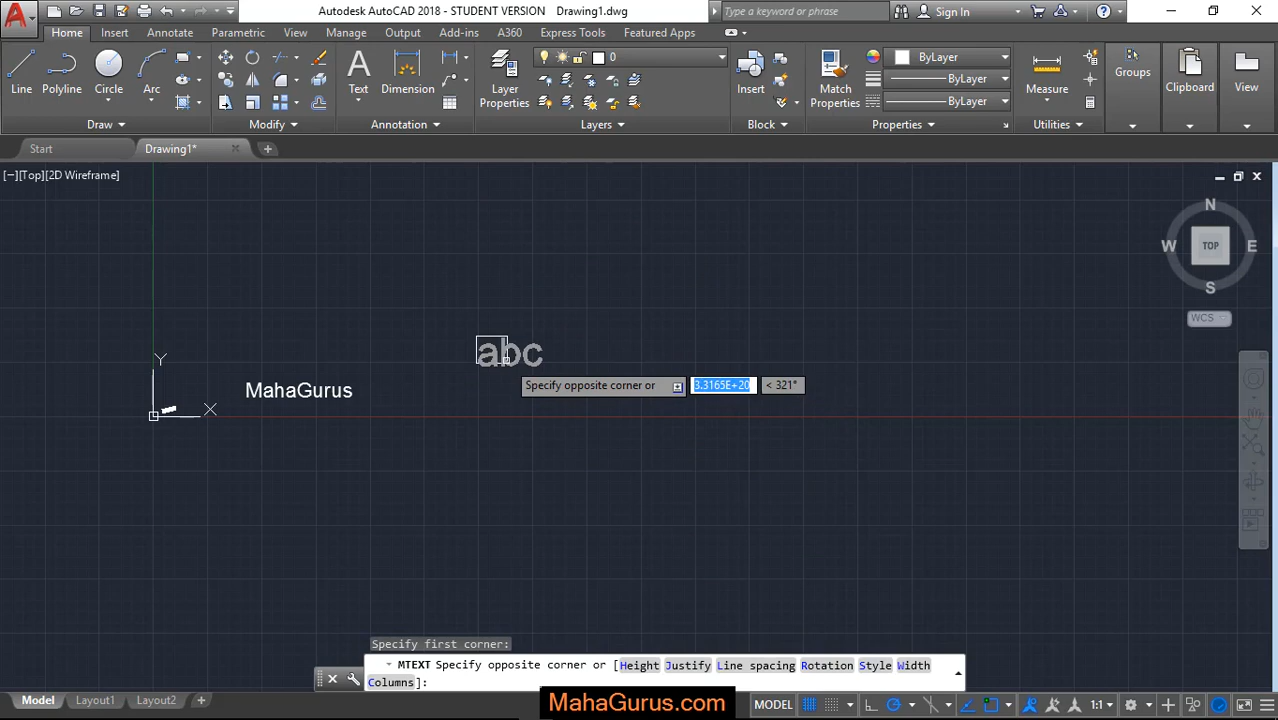 Autodesk AutoCAD 2018 - STUDENT VERSION Drawing1.dwg
Type a keyword or phrase
Sign In
Home Insert Annotate Parametric View Manage Output Add-ins A360 Express Tools Featured Apps
Line Polyline Circle Arc
Text Dimension
Layer Properties
0
Insert
Match Properties
ByLayer
ByLayer
ByLayer
Measure
Groups
Clipboard
View
Draw Modify Annotation Layers Block Properties Utilities
Start Drawing1*
[−][Top][2D Wireframe]
N
W TOP E
S
WCS
abc
Y
MahaGurus
X
Specify opposite corner or 3.3165E+20 < 321°
Specify first corner:
MTEXT Specify opposite corner or [Height Justify Line spacing Rotation Style Width
Columns]:
Model Layout1 Layout2
MahaGurus.com
MODEL
1:1